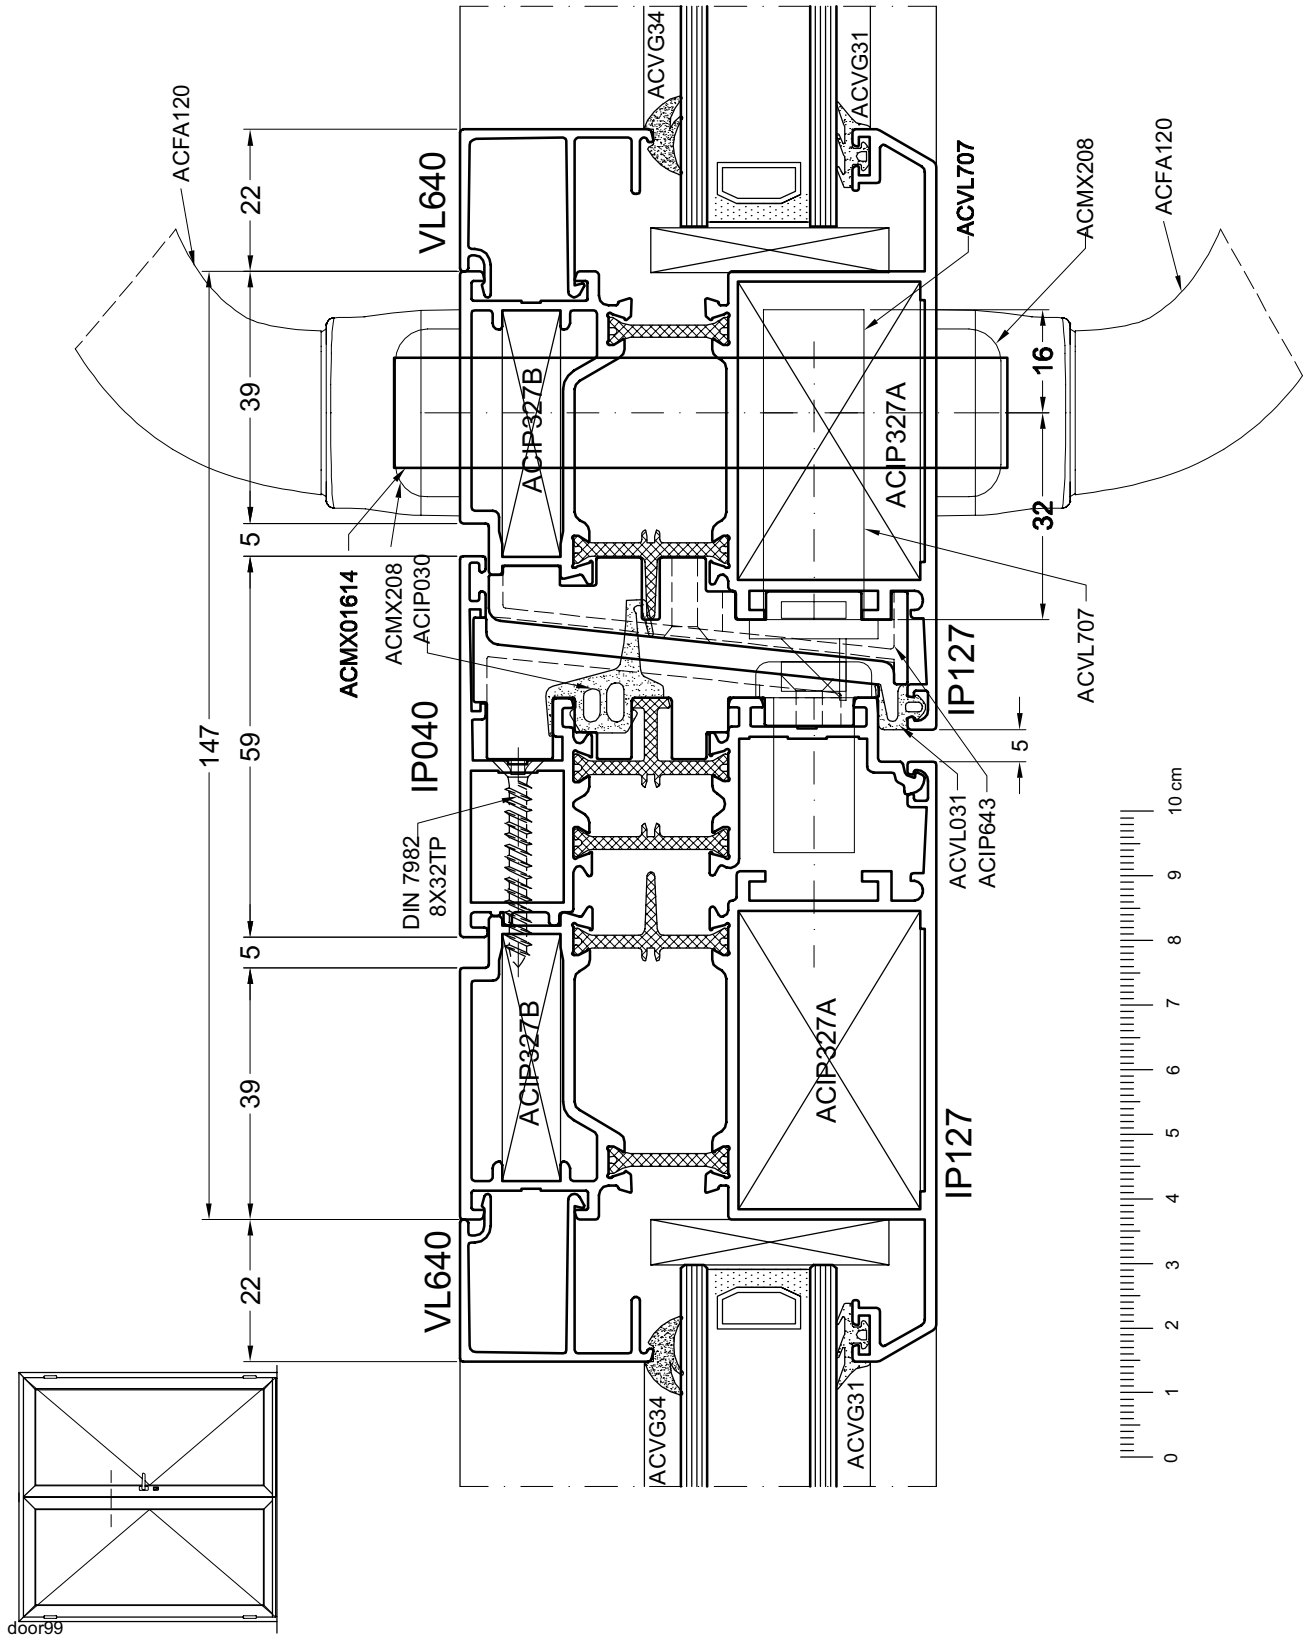 ACFA120
22
VL640
ACVG34
ACVG31
ACVL707
ACMX208
ACFA120
147
39
ACIP327B
ACIP327A
16
32
5
ACMX01614
ACMX208
ACIP030
ACVL707
IP127
59
IP040
5
DIN 7982
8X32TP
ACVL031
ACIP643
5
39
ACIP327B
ACIP327A
IP127
22
VL640
ACVG34
ACVG31
0
1
2
3
4
5
6
7
8
9
10 cm
door99